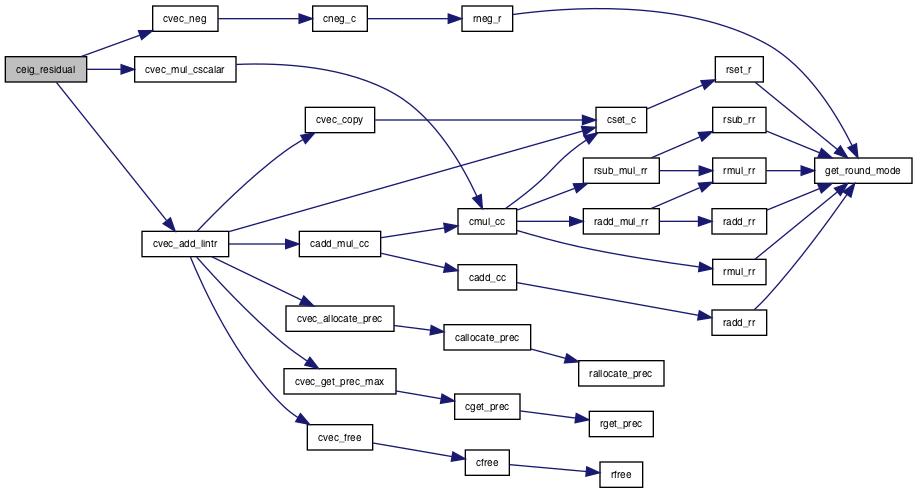 cvec_neg
cneg_c
rneg_r
ceig_residual
cvec_mul_cscalar
rset_r
cvec_copy
cset_c
rsub_rr
rsub_mul_rr
rmul_rr
get_round_mode
cmul_cc
radd_mul_rr
radd_rr
cvec_add_lintr
cadd_mul_cc
rmul_rr
cadd_cc
cvec_allocate_prec
radd_rr
callocate_prec
rallocate_prec
cvec_get_prec_max
cget_prec
rget_prec
cvec_free
cfree
rfree